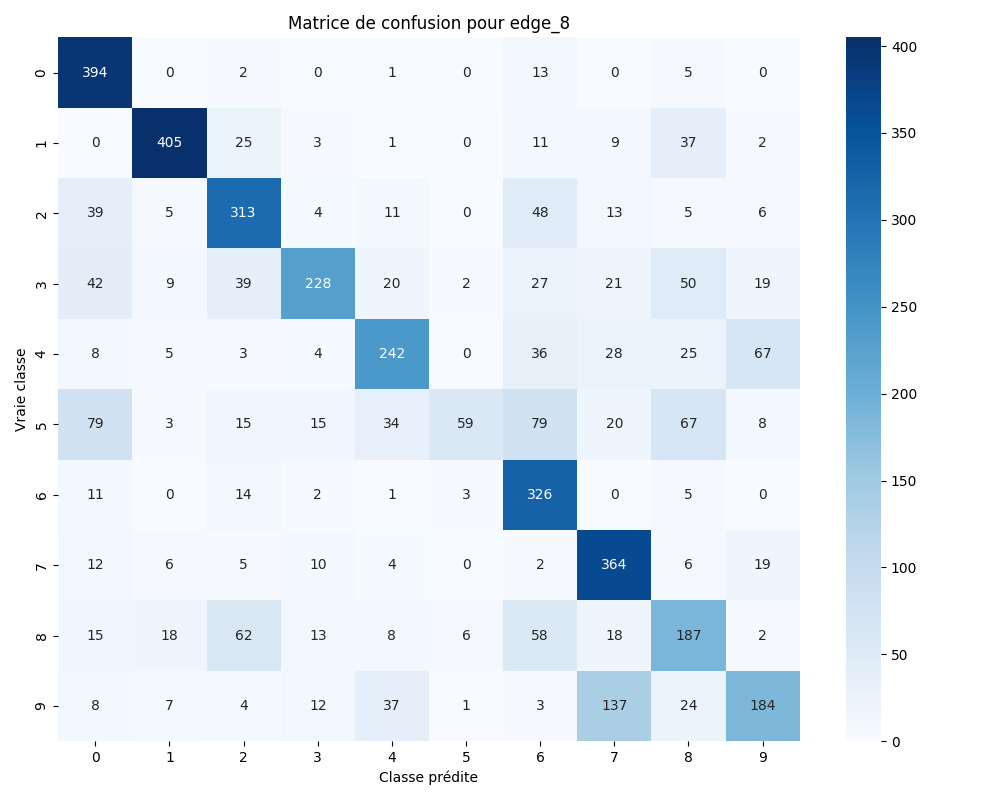 Matrice de confusion pour edge_8
0 394 0 2 0 1 0 13 0 5 0
1 0 405 25 3 1 0 11 9 37 2
2 39 5 313 4 11 0 48 13 5 6
3 42 9 39 228 20 2 27 21 50 19
4 8 5 3 4 242 0 36 28 25 67
5 79 3 15 15 34 59 79 20 67 8
6 11 0 14 2 1 3 326 0 5 0
7 12 6 5 10 4 0 2 364 6 19
8 15 18 62 13 8 6 58 18 187 2
9 8 7 4 12 37 1 3 137 24 184
0 1 2 3 4 5 6 7 8 9
Classe prédite
Vraie classe
400
350
300
250
200
150
100
50
0